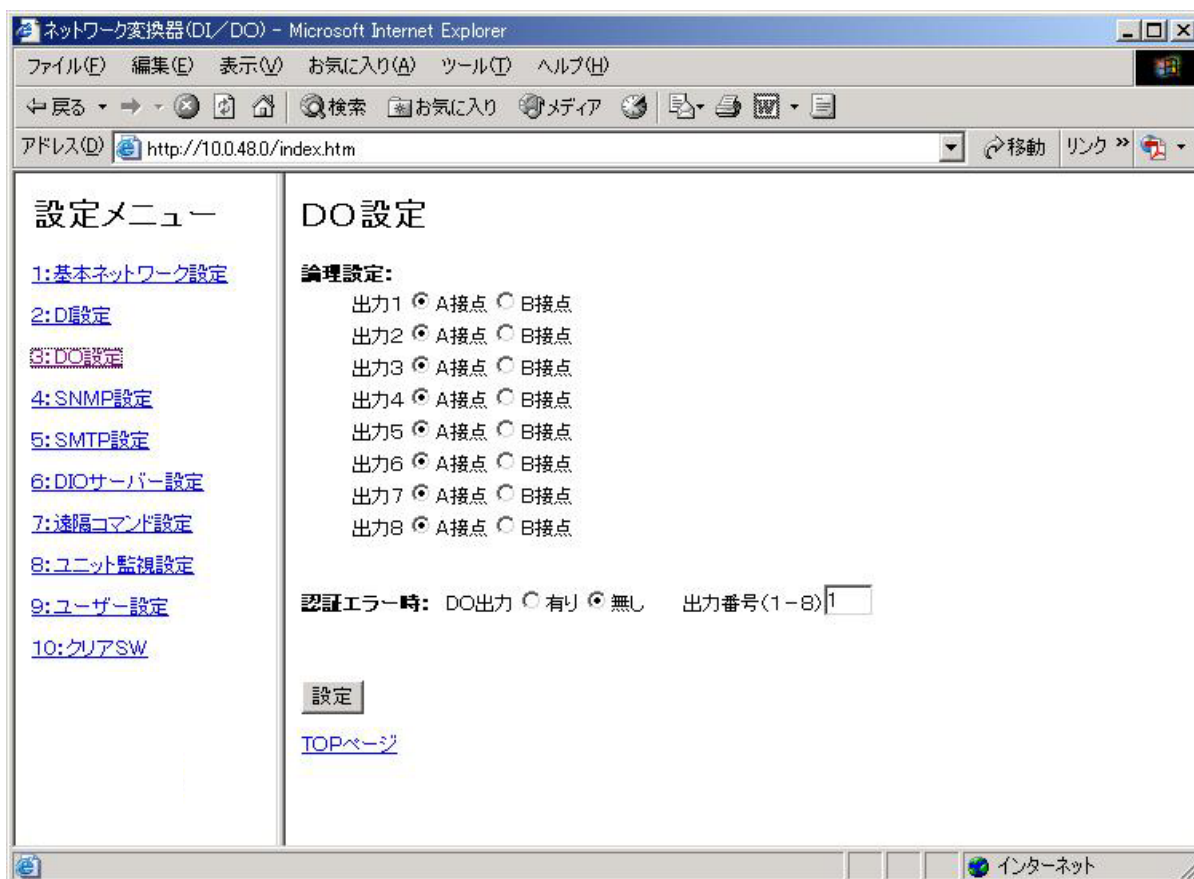 ネットワーク変換器(DI/DO) - Microsoft Internet Explorer
ファイル(F) 編集(E) 表示(V) お気に入り(A) ツール(T) ヘルプ(H)
戻る 検索 お気に入り メディア
アドレス(D) http://10.0.48.0/index.htm 移動 リンク »
設定メニュー
1:基本ネットワーク設定
2:DI設定
3:DO設定
4:SNMP設定
5:SMTP設定
6:DIOサーバー設定
7:遠隔コマンド設定
8:ユニット監視設定
9:ユーザー設定
10:クリアSW
DO設定
論理設定:
出力1 A接点 B接点
出力2 A接点 B接点
出力3 A接点 B接点
出力4 A接点 B接点
出力5 A接点 B接点
出力6 A接点 B接点
出力7 A接点 B接点
出力8 A接点 B接点
認証エラー時: DO出力 有り 無し 出力番号(1-8) 1
設定
TOPページ
インターネット